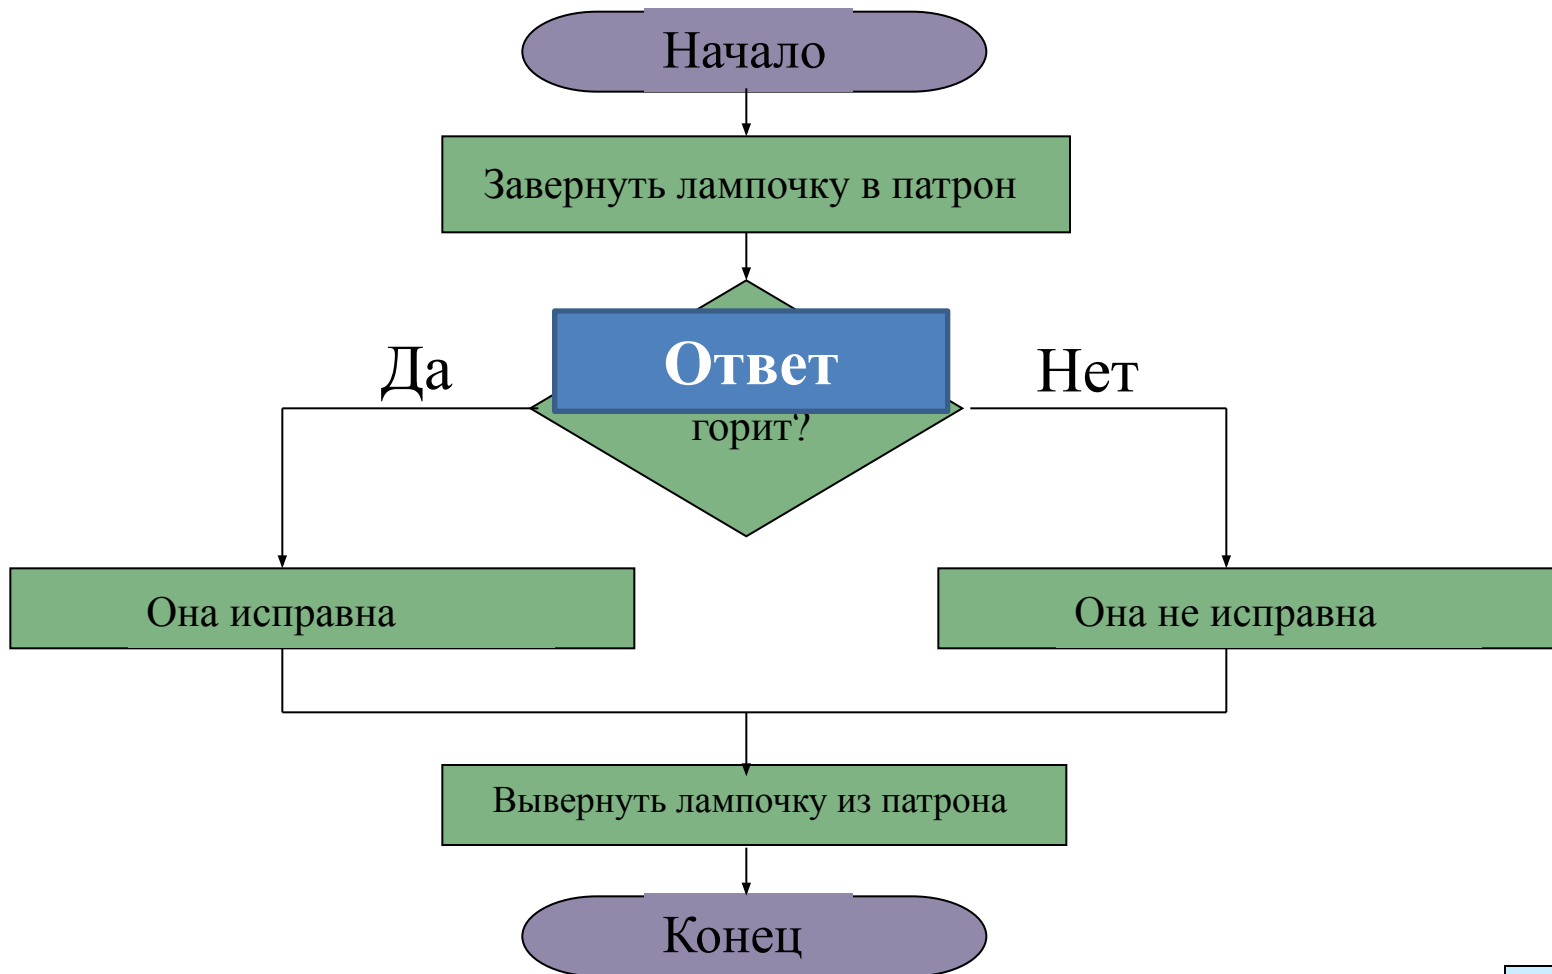 Начало
Завернуть лампочку в патрон
Ответ
Да
Нет
горит?
Она исправна
Она не исправна
Вывернуть лампочку из патрона
Конец